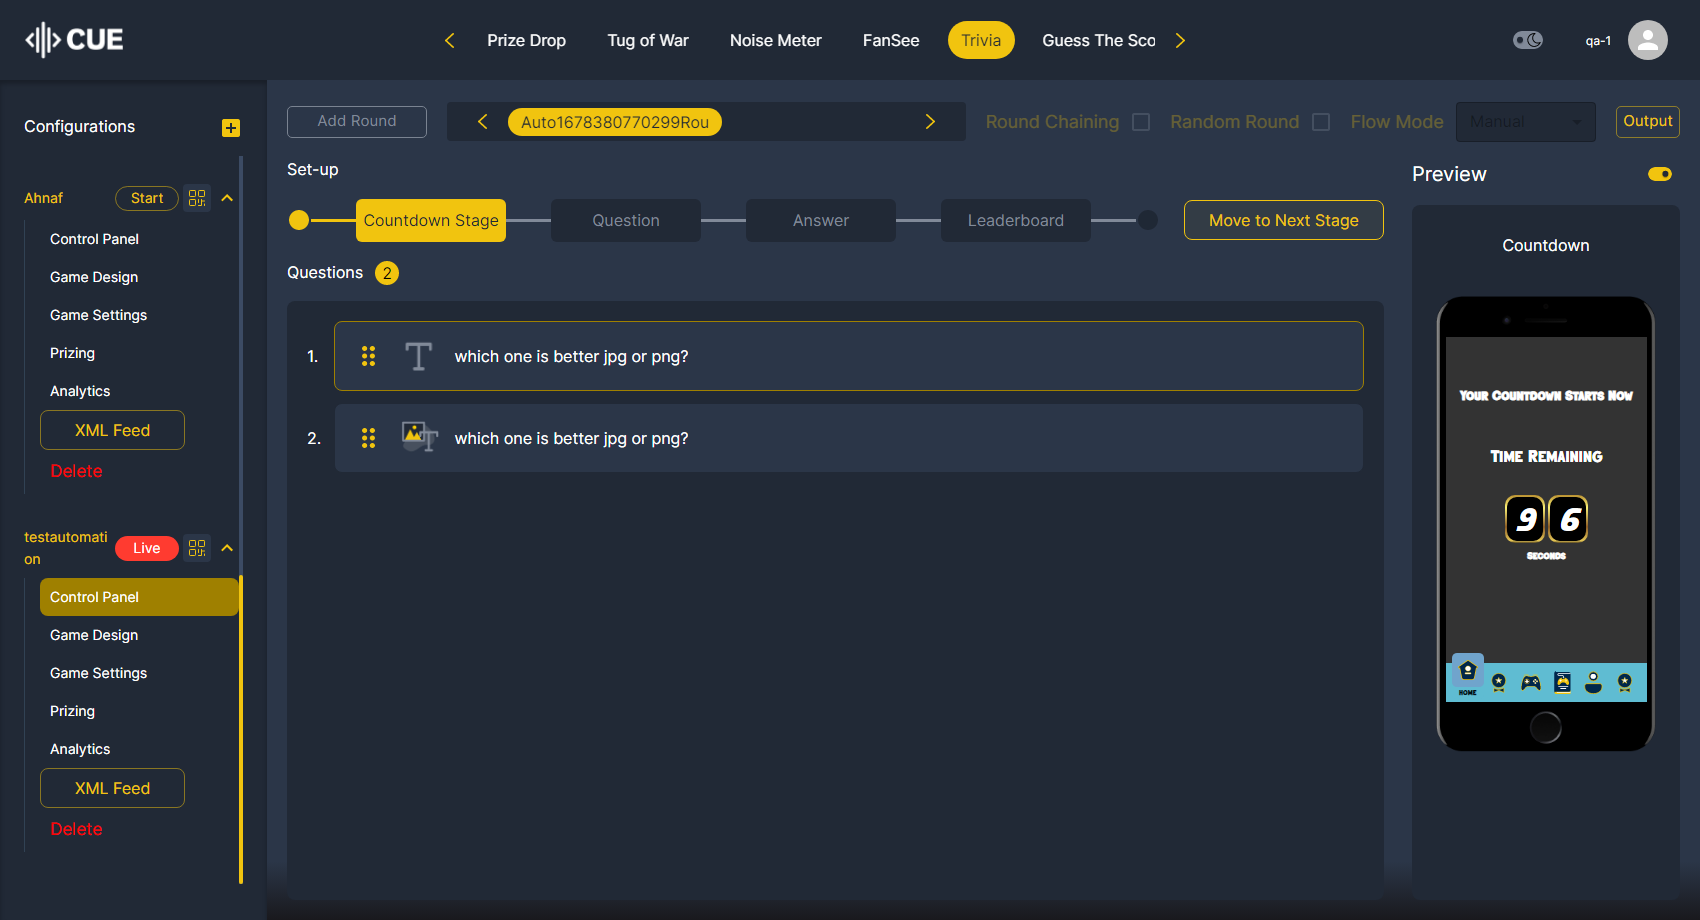 CUE
Prize Drop
Tug of War
Noise Meter
FanSee
Trivia
Guess The Sco
qa-1
Configurations
Ahnaf
Start
Control Panel
Game Design
Game Settings
Prizing
Analytics
XML Feed
Delete
testautomati
on
Live
Control Panel
Game Design
Game Settings
Prizing
Analytics
XML Feed
Delete
Add Round
Auto1678380770299Rou
Round Chaining
Random Round
Flow Mode
Manual
Output
Set-up
Countdown Stage
Question
Answer
Leaderboard
Move to Next Stage
Questions 2
1. which one is better jpg or png?
2. which one is better jpg or png?
Preview
Countdown
Your Countdown Starts Now
Time Remaining
96
Seconds
HOME